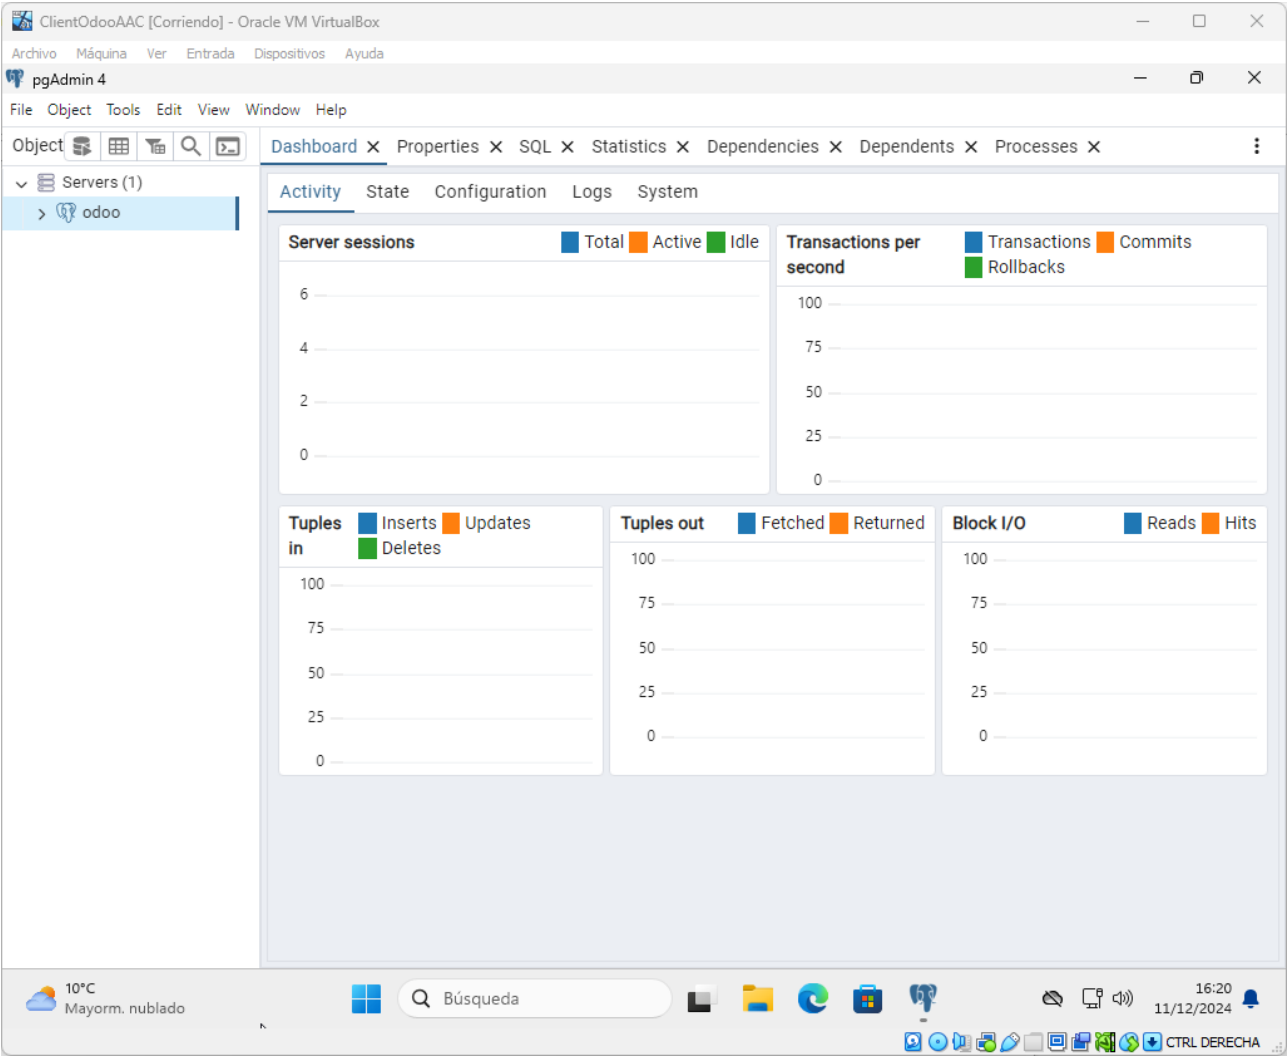 ClientOdooAAC [Corriendo] - Oracle VM VirtualBox
Archivo Máquina Ver Entrada Dispositivos Ayuda
pgAdmin 4
File Object Tools Edit View Window Help
Object
Dashboard Properties SQL Statistics Dependencies Dependents Processes
Servers (1)
odoo
Activity State Configuration Logs System
Server sessions Total Active Idle
6
4
2
0
Transactions per second Transactions Commits Rollbacks
100
75
50
25
0
Tuples in Inserts Updates Deletes
100
75
50
25
0
Tuples out Fetched Returned
100
75
50
25
0
Block I/O Reads Hits
100
75
50
25
0
10°C
Mayorm. nublado
Búsqueda
16:20
11/12/2024
CTRL DERECHA